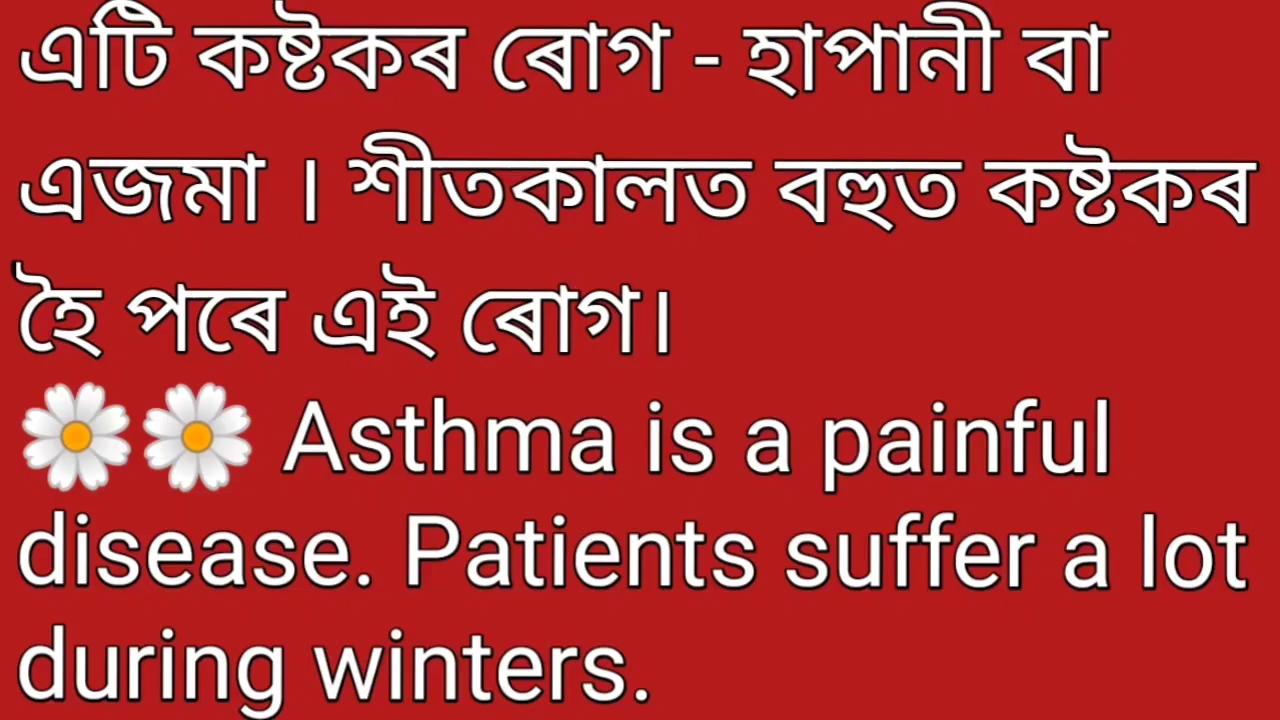 এটি কষ্টকৰ ৰোগ - হাপানী বা
এজমা । শীতকালত বহুত কষ্টকৰ
হৈ পৰে এই ৰোগ।
🌼🌼 Asthma is a painful
disease. Patients suffer a lot
during winters.